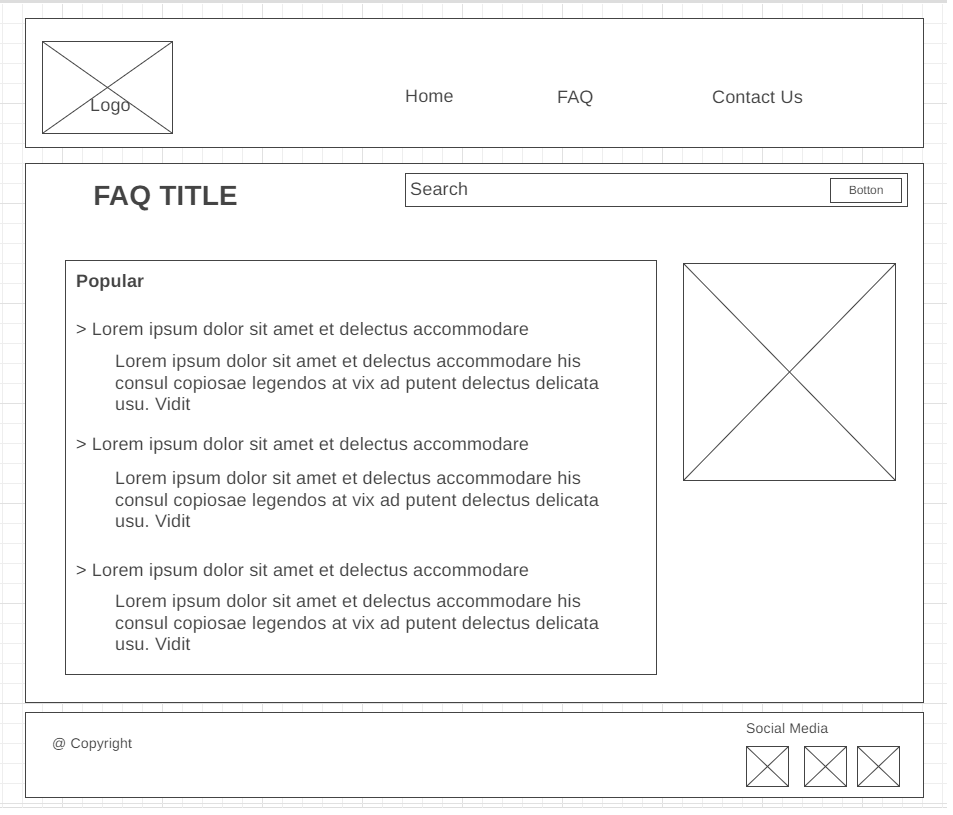 Logo
Home
FAQ
Contact Us
FAQ TITLE
Search
Botton
Popular
> Lorem ipsum dolor sit amet et delectus accommodare
Lorem ipsum dolor sit amet et delectus accommodare his
consul copiosae legendos at vix ad putent delectus delicata
usu. Vidit
> Lorem ipsum dolor sit amet et delectus accommodare
Lorem ipsum dolor sit amet et delectus accommodare his
consul copiosae legendos at vix ad putent delectus delicata
usu. Vidit
> Lorem ipsum dolor sit amet et delectus accommodare
Lorem ipsum dolor sit amet et delectus accommodare his
consul copiosae legendos at vix ad putent delectus delicata
usu. Vidit
@ Copyright
Social Media